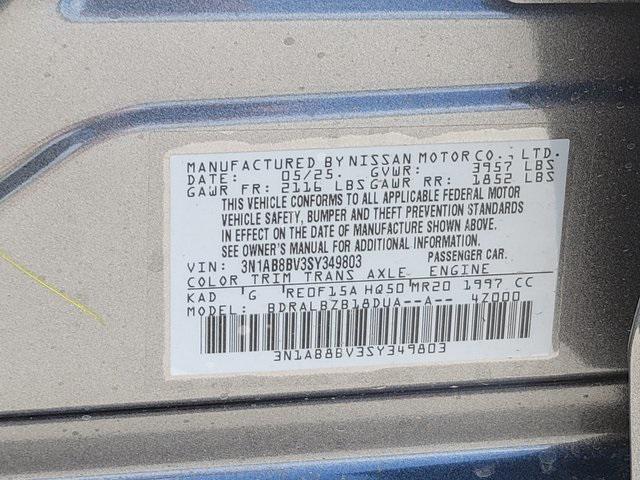 MANUFACTURED BY NISSAN MOTOR CO., LTD.
DATE: 05/25. GVWR: 3957 LBS
GAWR FR: 2116 LBS GAWR RR: 1852 LBS
THIS VEHICLE CONFORMS TO ALL APPLICABLE FEDERAL MOTOR
VEHICLE SAFETY, BUMPER AND THEFT PREVENTION STANDARDS
IN EFFECT ON THE DATE OF MANUFACTURE SHOWN ABOVE.
SEE OWNER'S MANUAL FOR ADDITIONAL INFORMATION.
VIN: 3N1AB8BV3SY349803 PASSENGER CAR.
COLOR TRIM TRANS AXLE ENGINE
KAD G RE0F15A HQ50 MR20 1997 CC
MODEL: BDRALBZB18DUA--A-- 4Z000
3N1AB8BV3SY349803